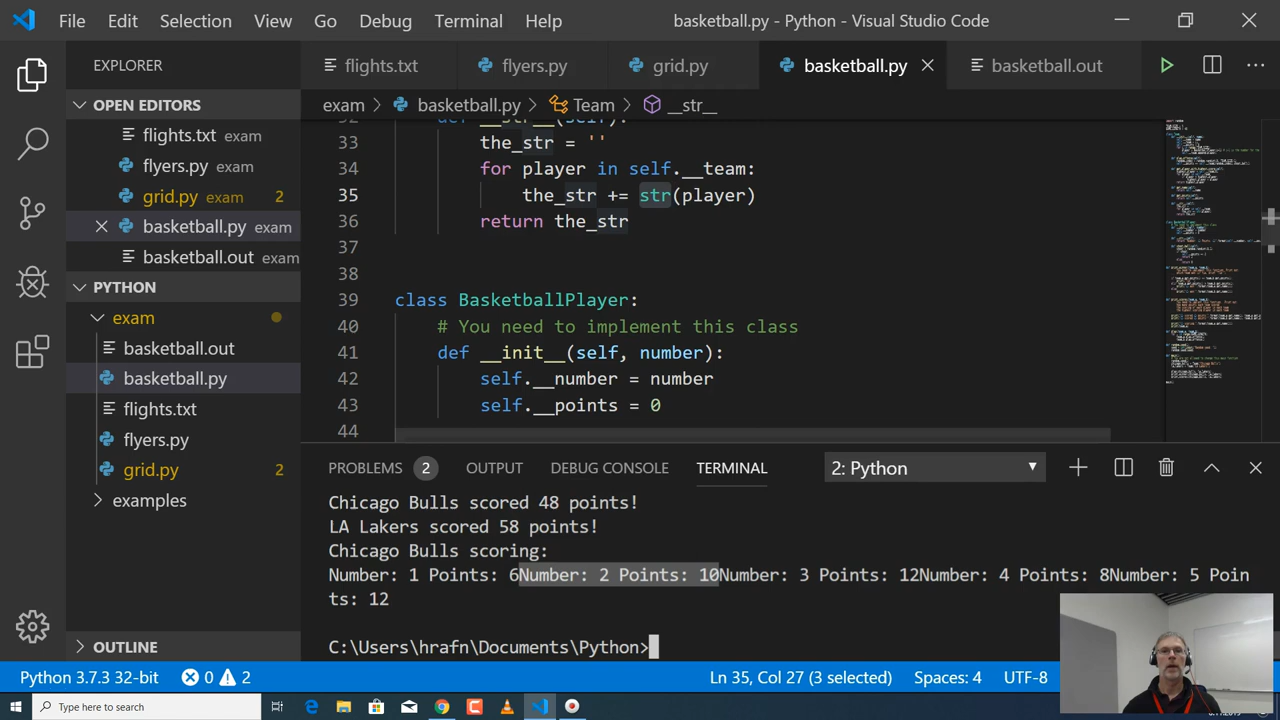 File Edit Selection View Go Debug Terminal Help basketball.py - Python - Visual Studio Code
EXPLORER
flights.txt flyers.py grid.py basketball.py basketball.out
OPEN EDITORS
flights.txt exam
flyers.py exam
grid.py exam 2
basketball.py exam
basketball.out exam
PYTHON
exam
basketball.out
basketball.py
flights.txt
flyers.py
grid.py 2
examples
OUTLINE
exam > basketball.py > Team > __str__
32 def __str__(self):
33 the_str = ''
34 for player in self.__team:
35 the_str += str(player)
36 return the_str
37
38
39 class BasketballPlayer:
40 # You need to implement this class
41 def __init__(self, number):
42 self.__number = number
43 self.__points = 0
44
PROBLEMS 2 OUTPUT DEBUG CONSOLE TERMINAL 2: Python
Chicago Bulls scored 48 points!
LA Lakers scored 58 points!
Chicago Bulls scoring:
Number: 1 Points: 6Number: 2 Points: 10Number: 3 Points: 12Number: 4 Points: 8Number: 5 Poin
ts: 12
C:\Users\hrafn\Documents\Python>
Python 3.7.3 32-bit 0 2 Ln 35, Col 27 (3 selected) Spaces: 4 UTF-8
Type here to search